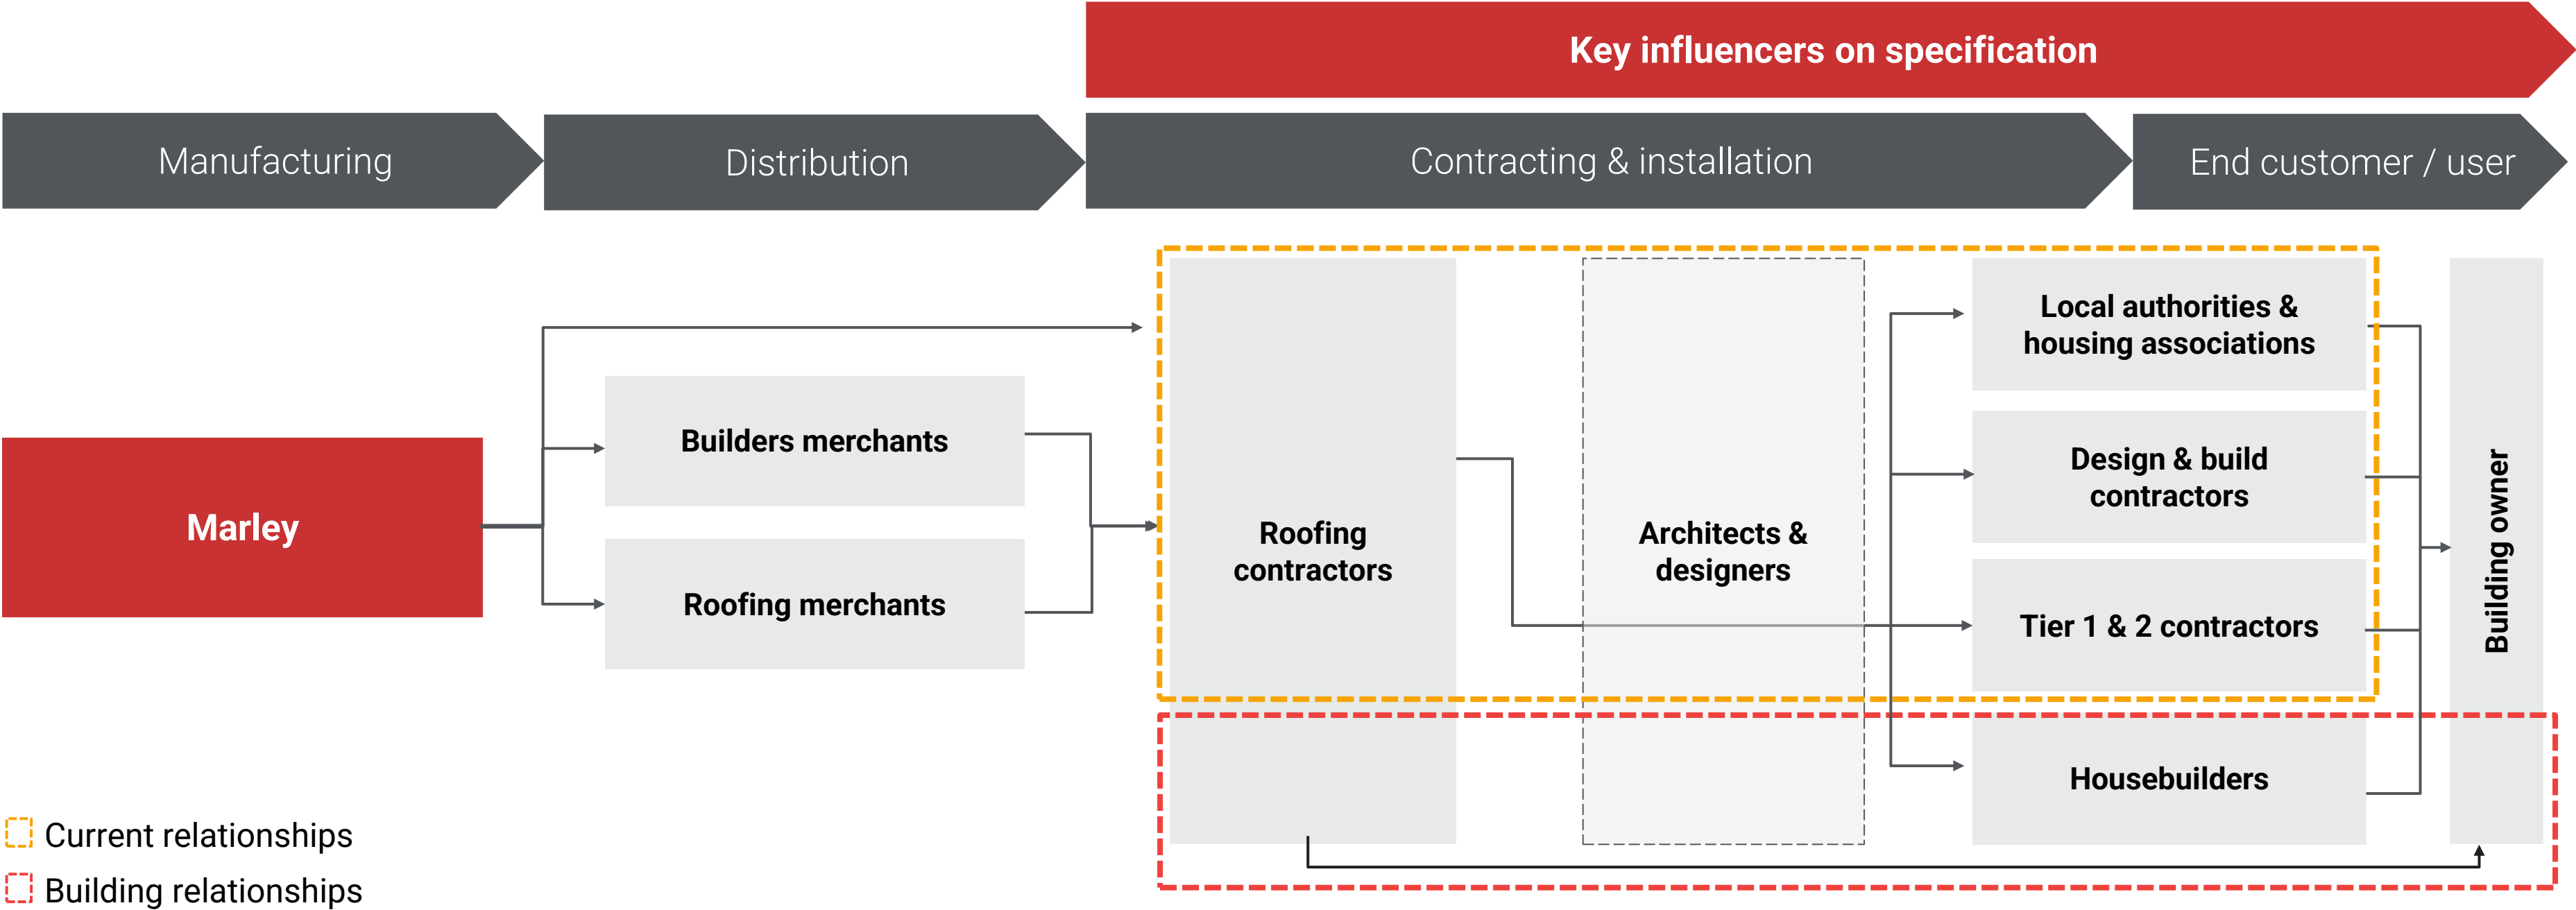 Key influencers on specification
Manufacturing
Distribution
Contracting & installation
End customer / user
Marley
Builders merchants
Roofing merchants
Roofing
contractors
Architects &
designers
Local authorities &
housing associations
Design & build
contractors
Tier 1 & 2 contractors
Housebuilders
Building owner
Current relationships
Building relationships